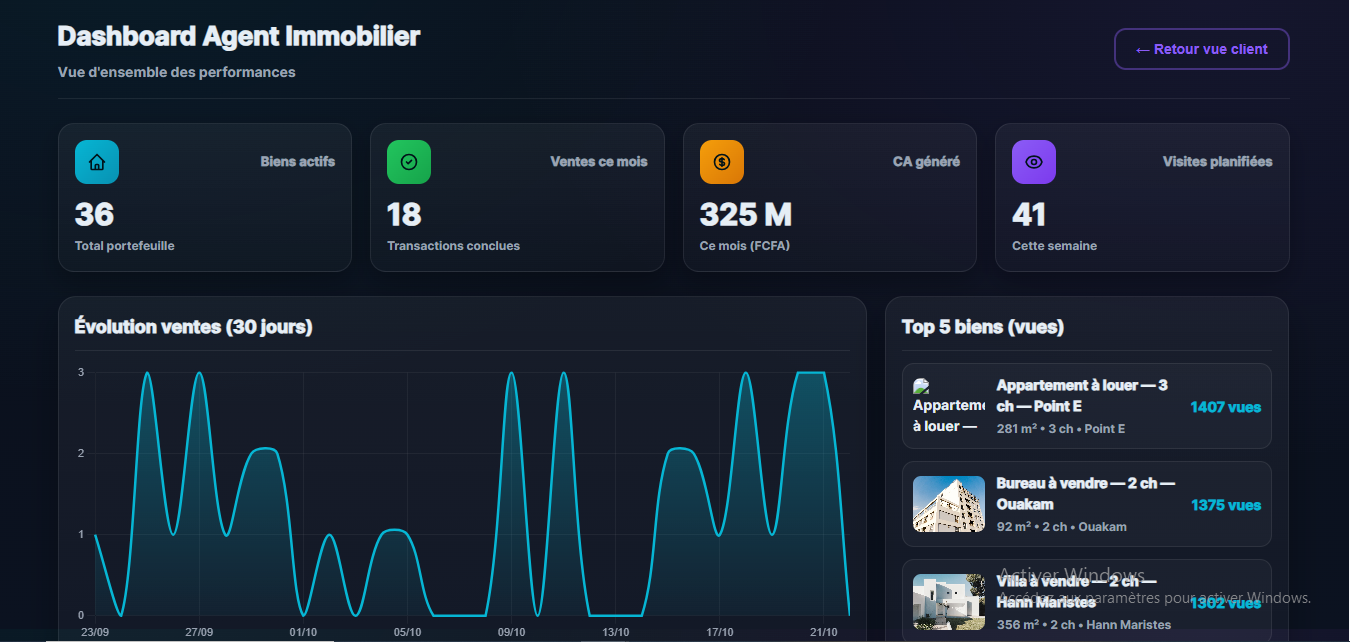 Dashboard Agent Immobilier
← Retour vue client
Vue d'ensemble des performances
Biens actifs
36
Total portefeuille
Ventes ce mois
18
Transactions conclues
CA généré
325 M
Ce mois (FCFA)
Visites planifiées
41
Cette semaine
Évolution ventes (30 jours)
3
2
1
0
23/09 27/09 01/10 05/10 09/10 13/10 17/10 21/10
Top 5 biens (vues)
Apparteme
à louer —
Appartement à louer — 3
ch — Point E
281 m² • 3 ch • Point E
1407 vues
Bureau à vendre — 2 ch —
Ouakam
92 m² • 2 ch • Ouakam
1375 vues
Villa à vendre — 2 ch —
Hann Maristes
356 m² • 2 ch • Hann Maristes
1302 vues
Activer Windows
Accédez aux paramètres pour activer Windows.